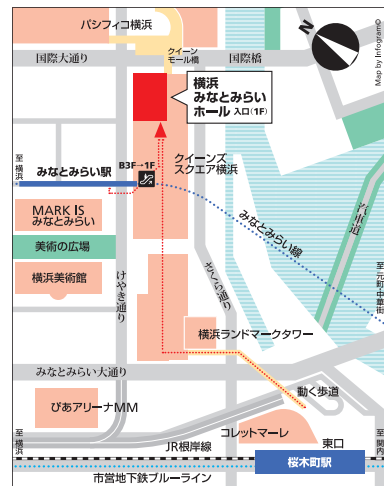 パシフィコ横浜
国際大通り
クイーン
モール橋
国際橋
N
Map by Infogram©
横浜
みなとみらい
ホール 入口(1F)
至 横浜
みなとみらい駅
B3F→1F
クイーンズ
スクエア横浜
MARK IS
みなとみらい
美術の広場
横浜美術館
けやき通り
さくら通り
みなとみらい線
汽車道
至 元町・中華街
横浜ランドマークタワー
みなとみらい大通り
ぴあアリーナMM
動く歩道
コレットマーレ
東口
至 横浜
JR根岸線
桜木町駅
至 関内
市営地下鉄ブルーライン